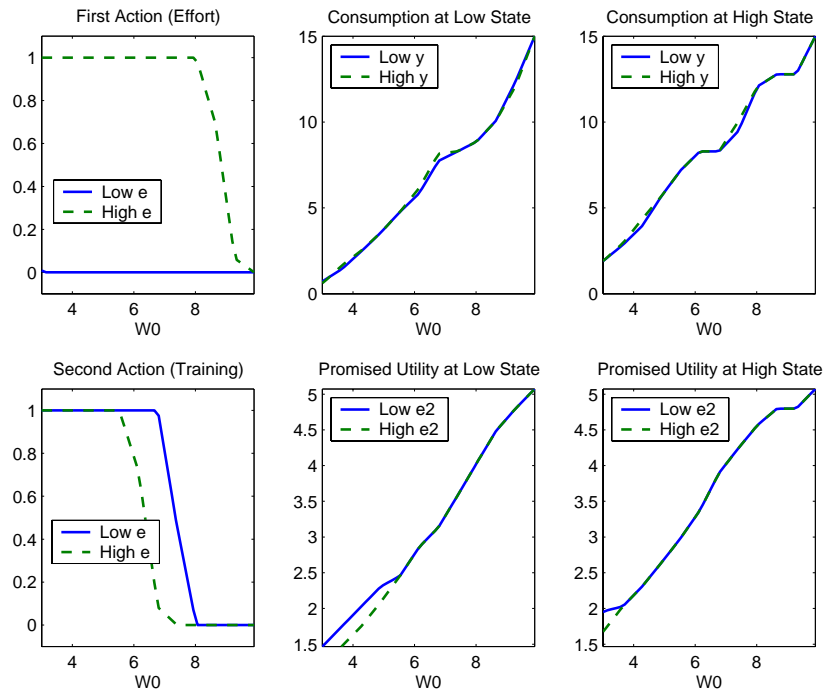 First Action (Effort)
1
0.8
0.6
0.4
0.2
0
Low e
High e
4 6 8
W0
Consumption at Low State
15
10
5
0
Low y
High y
4 6 8
W0
Consumption at High State
15
10
5
0
Low y
High y
4 6 8
W0
Second Action (Training)
1
0.8
0.6
0.4
0.2
0
Low e
High e
4 6 8
W0
Promised Utility at Low State
5
4.5
4
3.5
3
2.5
2
1.5
Low e2
High e2
4 6 8
W0
Promised Utility at High State
5
4.5
4
3.5
3
2.5
2
1.5
Low e2
High e2
4 6 8
W0